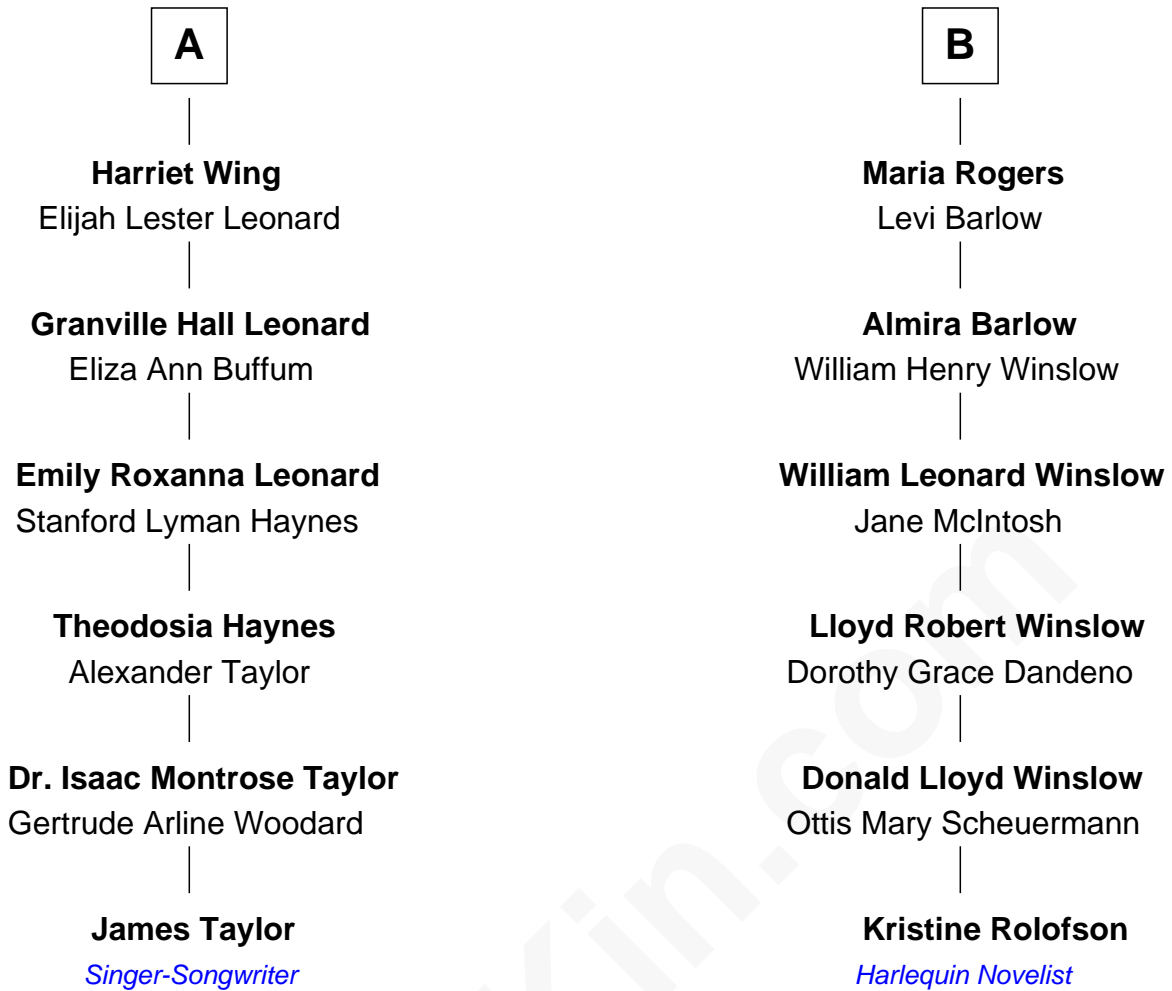 A
Harriet Wing
Elijah Lester Leonard
Granville Hall Leonard
Eliza Ann Buffum
Emily Roxanna Leonard
Stanford Lyman Haynes
Theodosia Haynes
Alexander Taylor
Dr. Isaac Montrose Taylor
Gertrude Arline Woodard
James Taylor
Singer-Songwriter
B
Maria Rogers
Levi Barlow
Almira Barlow
William Henry Winslow
William Leonard Winslow
Jane McIntosh
Lloyd Robert Winslow
Dorothy Grace Dandeno
Donald Lloyd Winslow
Ottis Mary Scheuermann
Kristine Rolofson
Harlequin Novelist
Kin.com